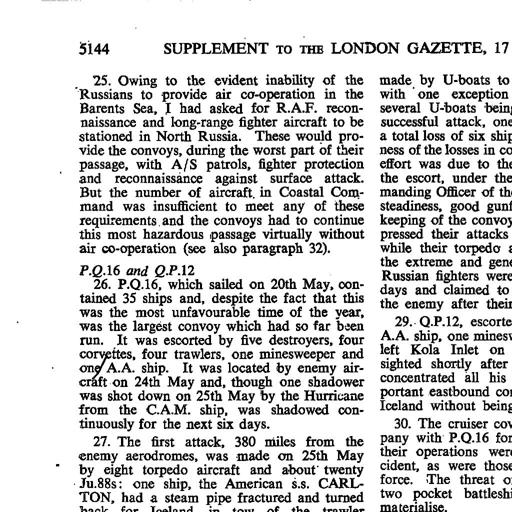 5144 SUPPLEMENT TO THE LONDON GAZETTE, 17
25. Owing to the evident inability of the
Russians to provide air co-operation in the
Barents Sea, I had asked for R.A.F. recon-
naissance and long-range fighter aircraft to be
stationed in North Russia. These would pro-
vide the convoys, during the worst part of their
passage, with A/S patrols, fighter protection
and reconnaissance against surface attack.
But the number of aircraft in Coastal Com-
mand was insufficient to meet any of these
requirements and the convoys had to continue
this most hazardous passage virtually without
air co-operation (see also paragraph 32).
P.Q.16 and Q.P.12
26. P.Q.16, which sailed on 20th May, con-
tained 35 ships and, despite the fact that this
was the most unfavourable time of the year,
was the largest convoy which had so far been
run. It was escorted by five destroyers, four
corvettes, four trawlers, one minesweeper and
one A.A. ship. It was located by enemy air-
craft on 24th May and, though one shadower
was shot down on 25th May by the Hurricane
from the C.A.M. ship, was shadowed con-
tinuously for the next six days.
27. The first attack, 380 miles from the
enemy aerodromes, was made on 25th May
by eight torpedo aircraft and about twenty
Ju.88s: one ship, the American s.s. CARL-
TON, had a steam pipe fractured and turned
back for Iceland in tow of the trawler
made by U-boats to
with one exception
several U-boats being
successful attack, one
a total loss of six ship
ness of the losses in co
effort was due to the
the escort, under the
manding Officer of the
steadiness, good gunf
keeping of the convoy
pressed their attacks
while their torpedo a
the extreme and gene
Russian fighters were
days and claimed to
the enemy after their
29. Q.P.12, escorte
A.A. ship, one minesw
left Kola Inlet on
sighted shortly after
concentrated all his
portant eastbound con
Iceland without being
30. The cruiser cov
pany with P.Q.16 for
their operations were
cident, as were those
force. The threat of
two pocket battleshi
materialise.